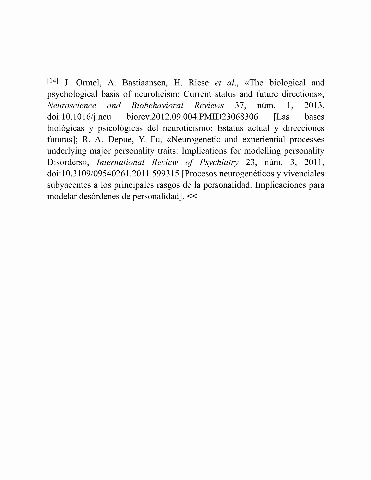 [24] J. Ormel, A. Bastiaansen, H. Riese et al., «The biological and
psychological basis of neuroticism: Current status and future directions»,
Neuroscience and Biobehavioral Reviews 37, núm. 1, 2013,
doi:10.1016/j.neu biorev.2012.09.004.PMID23068306 [Las bases
biológicas y psicológicas del neuroticismo: Estatus actual y direcciones
futuras]; R. A. Depue, Y. Fu, «Neurogenetic and experiential processes
underlying major personality traits: Implications for modelling personality
Disorders», International Review of Psychiatry 23, núm. 3, 2011,
doi:10.3109/09540261.2011.599315 [Procesos neurogenéticos y vivenciales
subyacentes a los principales rasgos de la personalidad. Implicaciones para
modelar desórdenes de personalidad]. <<